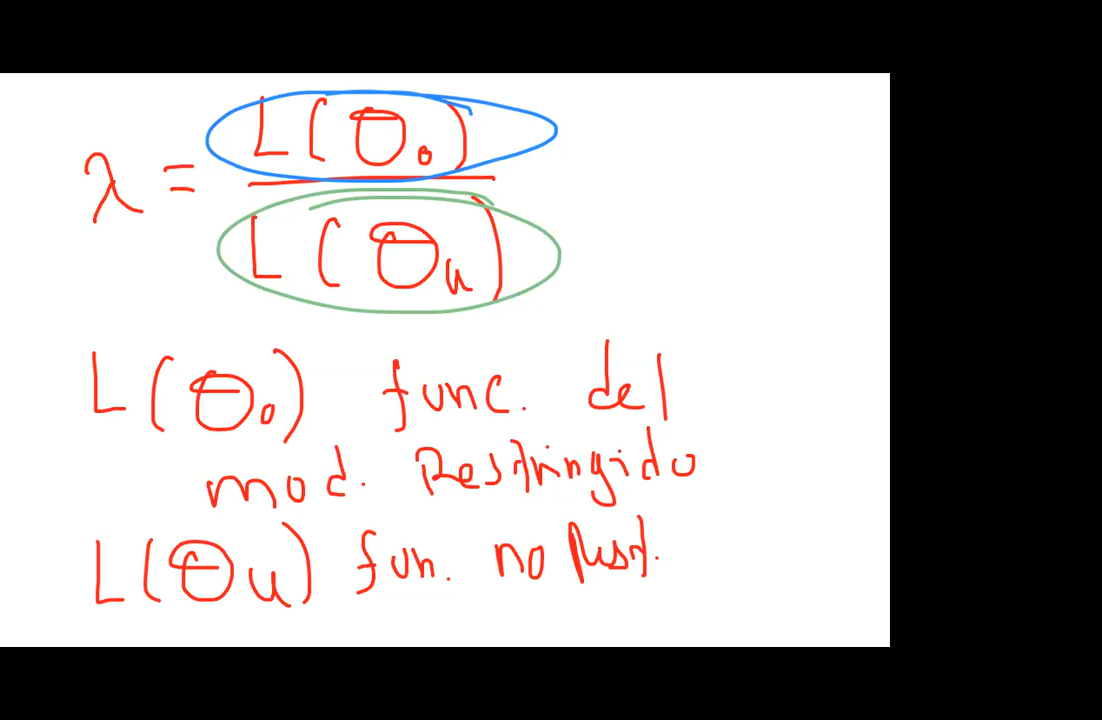 λ = L(θ₀) / L(θu)
L(θ₀) func. del
mod. Restringido
L(θu) fun. no Rest.